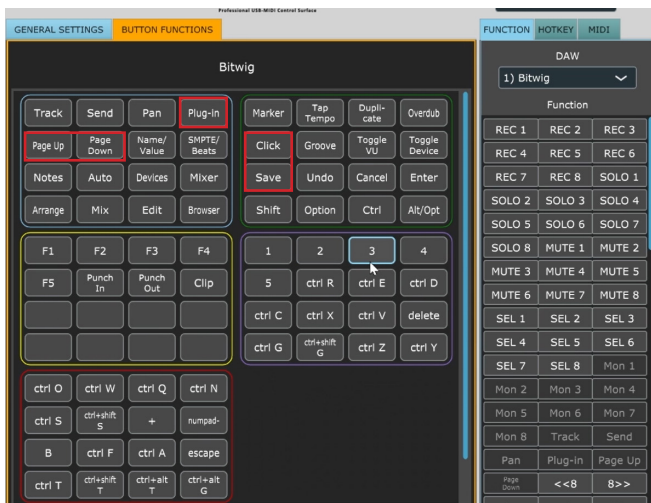 Professional USB-MIDI Control Surface
GENERAL SETTINGS BUTTON FUNCTIONS
FUNCTION HOTKEY MIDI
Bitwig
Track Send Pan Plug-In
Page Up Page Down Name/Value SMPTE/Beats
Notes Auto Devices Mixer
Arrange Mix Edit Browser
Marker Tap Tempo Dupli-cate Overdub
Click Groove Toggle VU Toggle Device
Save Undo Cancel Enter
Shift Option Ctrl Alt/Opt
F1 F2 F3 F4
F5 Punch In Punch Out Clip
1 2 3 4
5 ctrl R ctrl E ctrl D
ctrl C ctrl X ctrl V delete
ctrl G ctrl+shift G ctrl Z ctrl Y
ctrl O ctrl W ctrl Q ctrl N
ctrl S ctrl+shift S + numpad-
B ctrl F ctrl A escape
ctrl T ctrl+shift T ctrl+alt T ctrl+alt G
DAW
1) Bitwig
Function
REC 1 REC 2 REC 3
REC 4 REC 5 REC 6
REC 7 REC 8 SOLO 1
SOLO 2 SOLO 3 SOLO 4
SOLO 5 SOLO 6 SOLO 7
SOLO 8 MUTE 1 MUTE 2
MUTE 3 MUTE 4 MUTE 5
MUTE 6 MUTE 7 MUTE 8
SEL 1 SEL 2 SEL 3
SEL 4 SEL 5 SEL 6
SEL 7 SEL 8 Mon 1
Mon 2 Mon 3 Mon 4
Mon 5 Mon 6 Mon 7
Mon 8 Track Send
Pan Plug-in Page Up
Page Down <<8 8>>